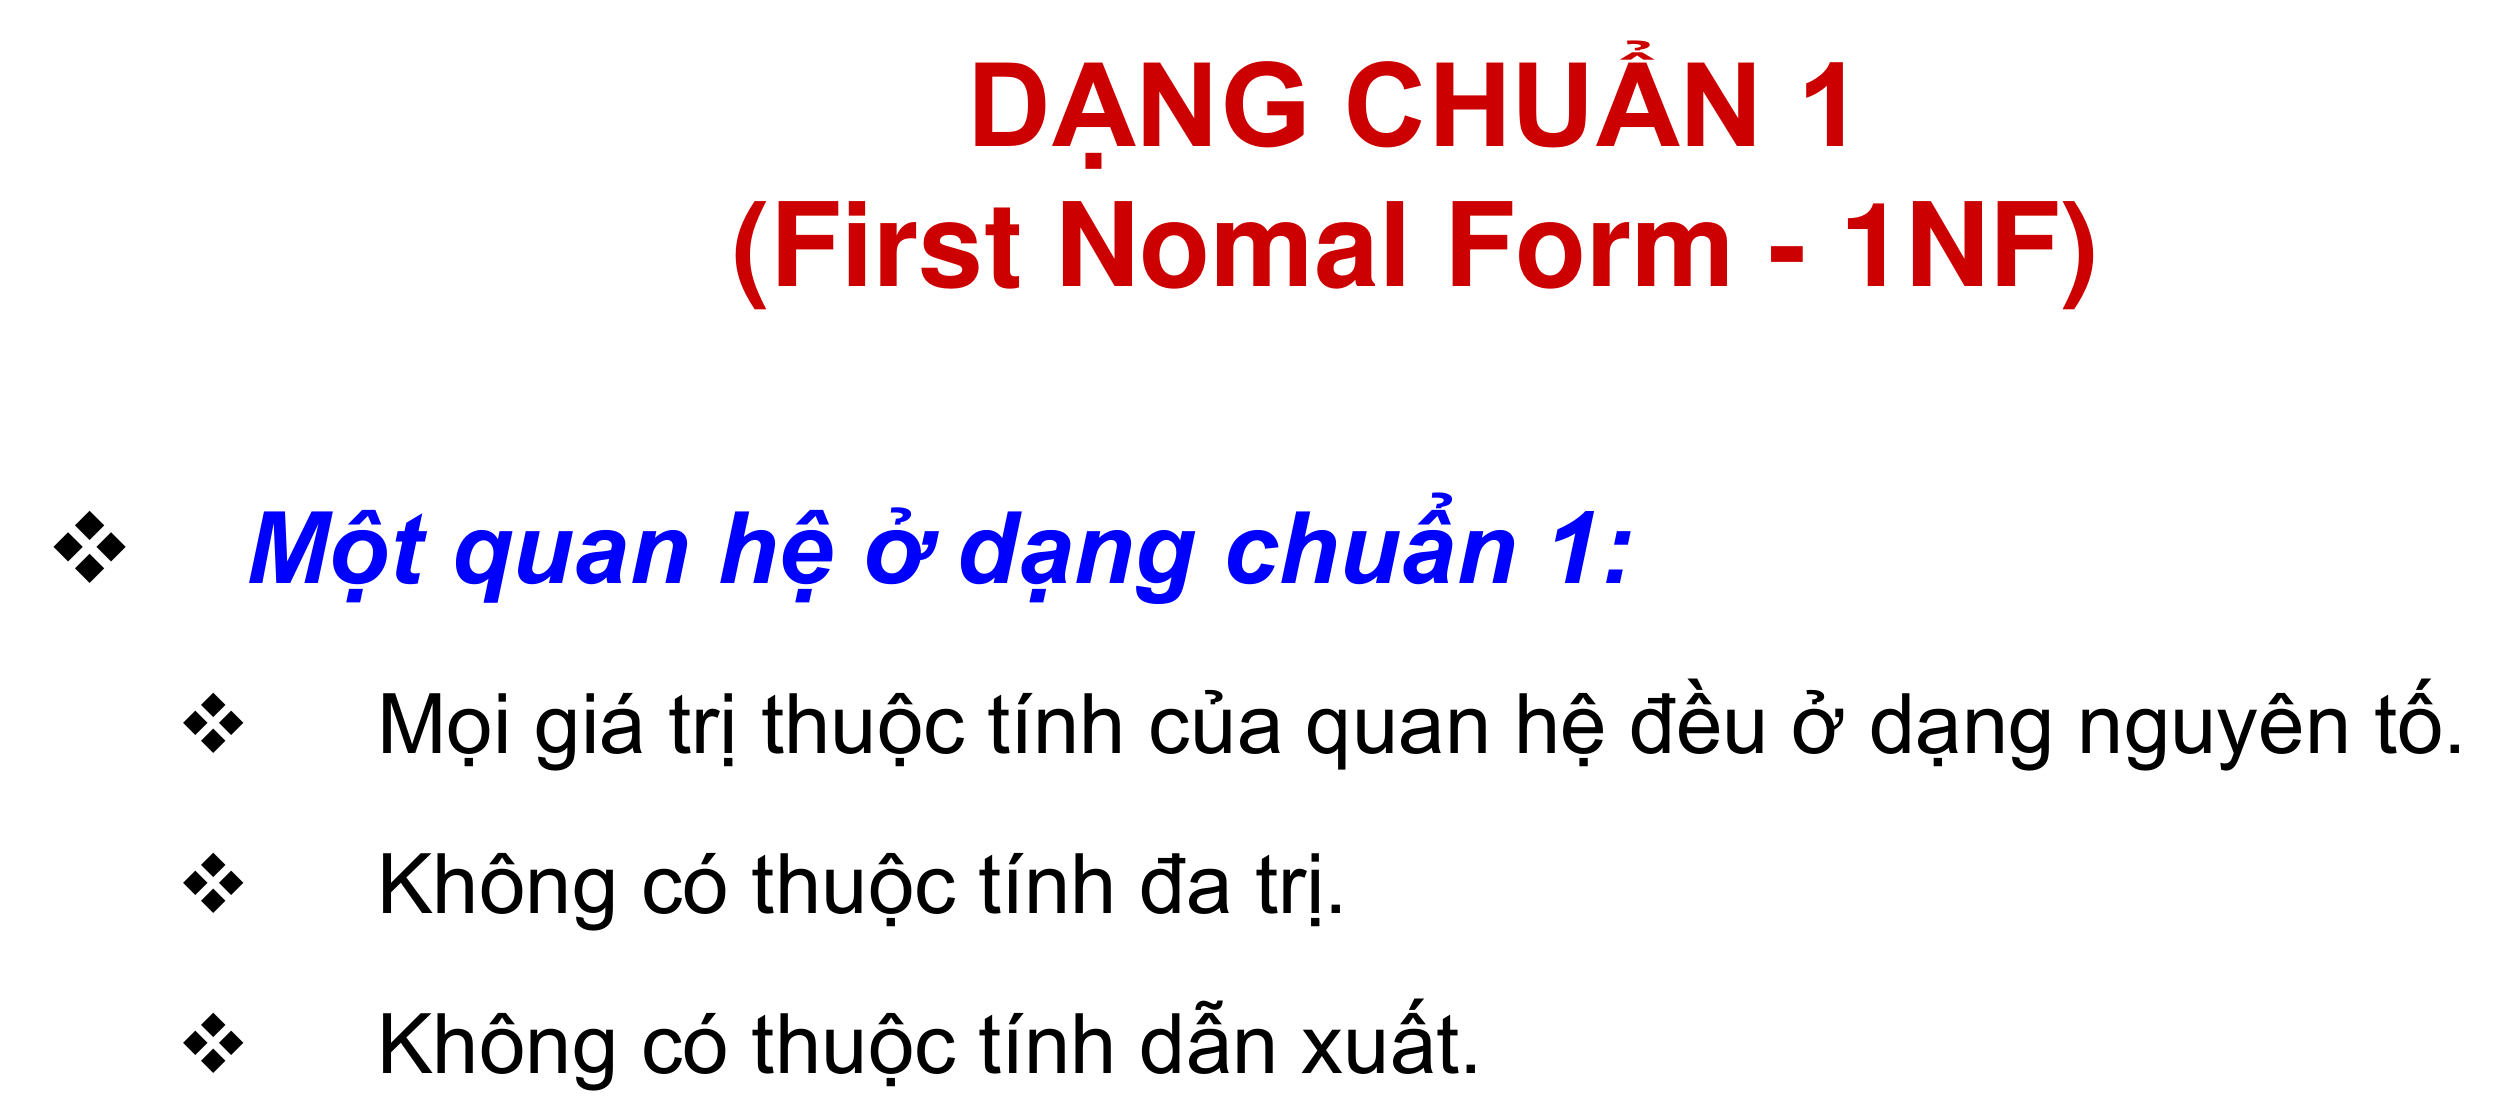 DẠNG CHUẨN 1
(First Nomal Form - 1NF)
❖ Một quan hệ ở dạng chuẩn 1:
❖ Mọi giá trị thuộc tính của quan hệ đều ở dạng nguyên tố.
❖ Không có thuộc tính đa trị.
❖ Không có thuộc tính dẫn xuất.